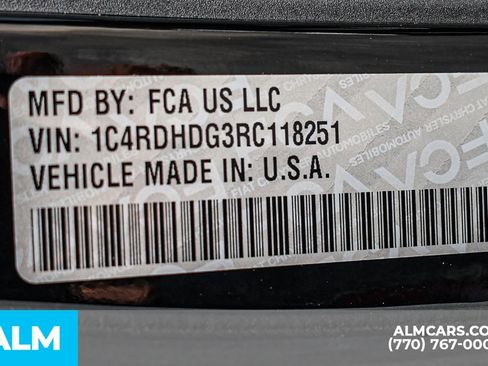 MFD BY: FCA US LLC
VIN: 1C4RDHDG3RC118251
VEHICLE MADE IN: U.S.A.
ALM
ALMCARS.CO
(770) 767-000